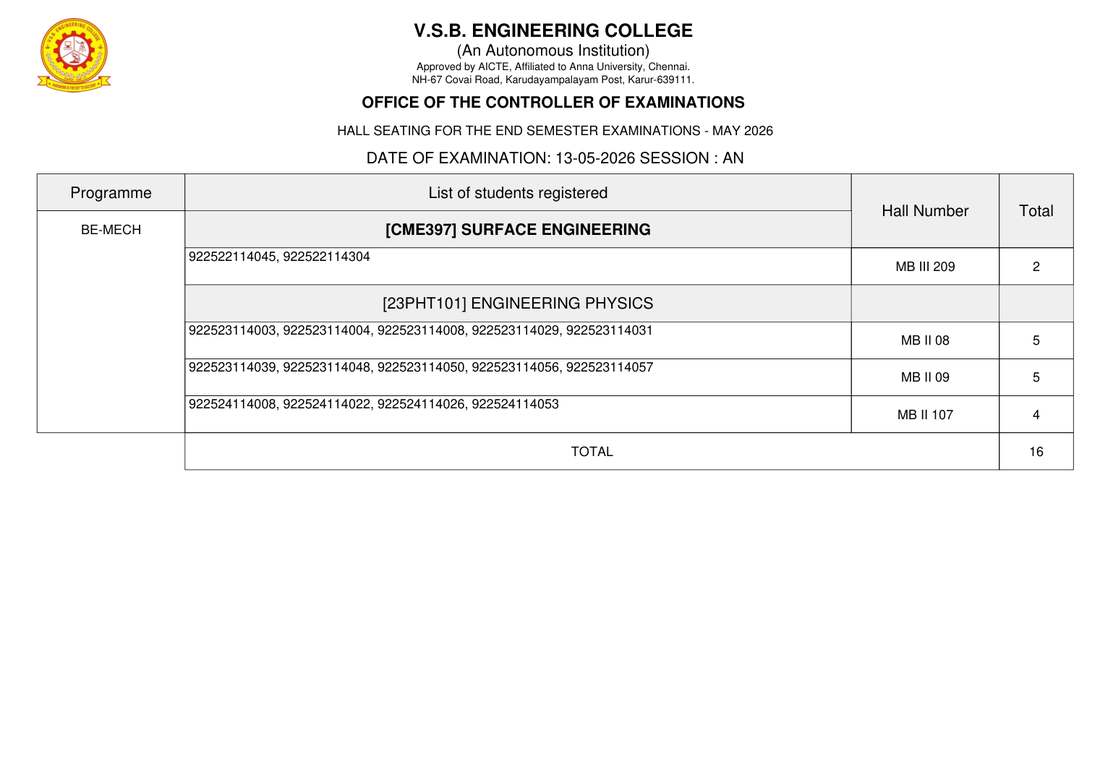 V.S.B. ENGINEERING COLLEGE
(An Autonomous Institution)
Approved by AICTE, Affiliated to Anna University, Chennai.
NH-67 Covai Road, Karudayampalayam Post, Karur-639111.
OFFICE OF THE CONTROLLER OF EXAMINATIONS
HALL SEATING FOR THE END SEMESTER EXAMINATIONS - MAY 2026
DATE OF EXAMINATION: 13-05-2026 SESSION : AN
Programme List of students registered Hall Number Total
BE-MECH [CME397] SURFACE ENGINEERING
922522114045, 922522114304 MB III 209 2
[23PHT101] ENGINEERING PHYSICS
922523114003, 922523114004, 922523114008, 922523114029, 922523114031 MB II 08 5
922523114039, 922523114048, 922523114050, 922523114056, 922523114057 MB II 09 5
922524114008, 922524114022, 922524114026, 922524114053 MB II 107 4
TOTAL 16